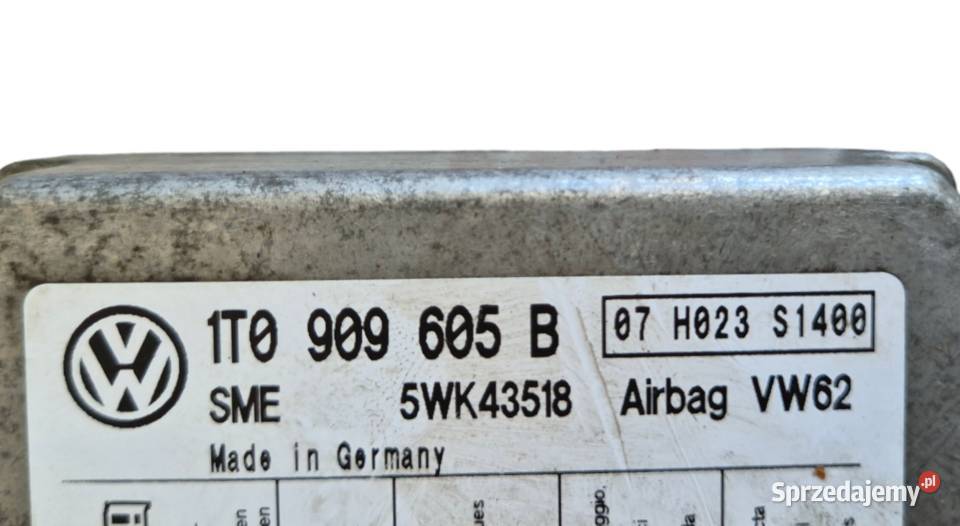 1T0 909 605 B
07 H023 S1400
SME 5WK43518 Airbag VW62
Made in Germany
Sprzedajemy.pl